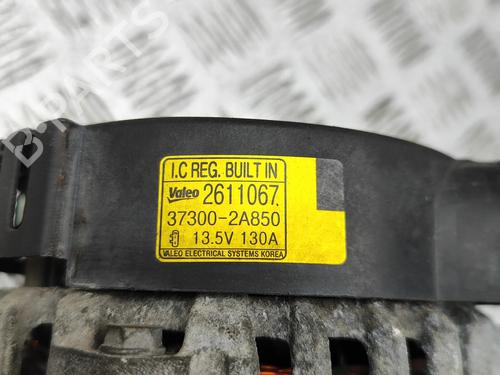 I.C REG. BUILT IN
Valeo 2611067.
37300-2A850
13.5V 130A
VALEO ELECTRICAL SYSTEMS KOREA